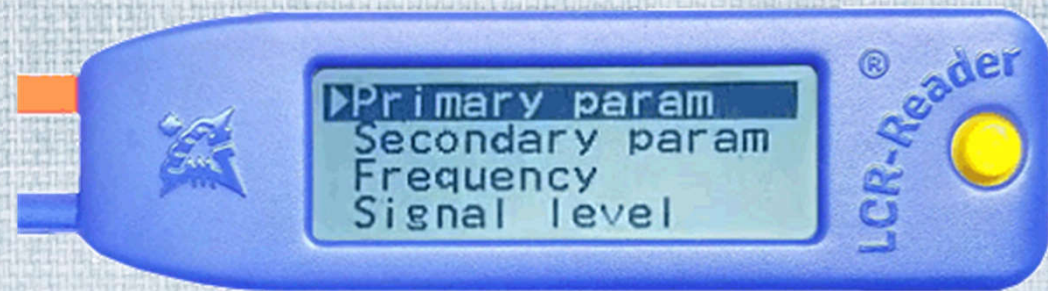 Primary param
Secondary param
Frequency
Signal level
LCR-Reader®